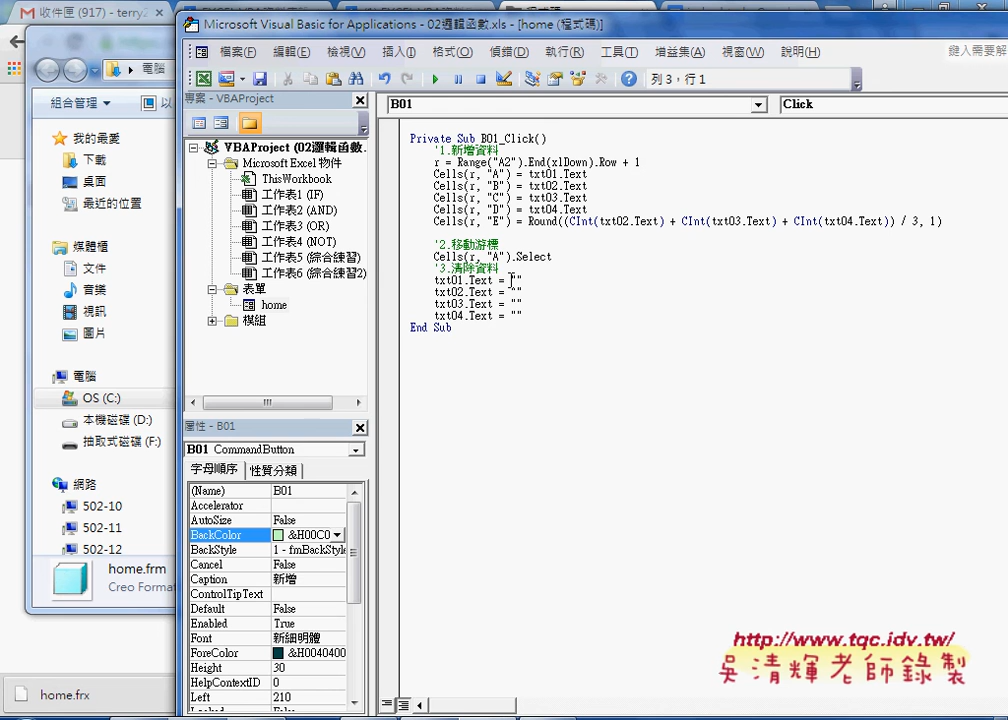 收件匣 (917) - terry2
Microsoft Visual Basic for Applications - 02邏輯函數.xls - [home (程式碼)]
檔案(F) 編輯(E) 檢視(V) 插入(I) 格式(O) 偵錯(D) 執行(R) 工具(T) 增益集(A) 視窗(W) 說明(H)
鍵入需要解
列 3，行 1
電腦
組合管理
以
我的最愛
下載
桌面
最近的位置
媒體櫃
文件
音樂
視訊
圖片
電腦
OS (C:)
本機磁碟 (D:)
抽取式磁碟 (F:)
網路
502-10
502-11
502-12
home.frm
Creo Format
home.frx
專案 - VBAProject
VBAProject (02邏輯函數.
Microsoft Excel 物件
ThisWorkbook
工作表1 (IF)
工作表2 (AND)
工作表3 (OR)
工作表4 (NOT)
工作表5 (綜合練習)
工作表6 (綜合練習2)
表單
home
模組
屬性 - B01
B01 CommandButton
字母順序 性質分類
(Name) B01
Accelerator
AutoSize False
BackColor &H00C0
BackStyle 1 - fmBackStyle
Cancel False
Caption 新增
ControlTipText
Default False
Enabled True
Font 新細明體
ForeColor &H0040400
Height 30
HelpContextID 0
Left 210
Locked False
B01 Click
Private Sub B01_Click()
'1.新增資料
r = Range("A2").End(xlDown).Row + 1
Cells(r, "A") = txt01.Text
Cells(r, "B") = txt02.Text
Cells(r, "C") = txt03.Text
Cells(r, "D") = txt04.Text
Cells(r, "E") = Round((CInt(txt02.Text) + CInt(txt03.Text) + CInt(txt04.Text)) / 3, 1)
'2.移動游標
Cells(r, "A").Select
'3.清除資料
txt01.Text = ""
txt02.Text = ""
txt03.Text = ""
txt04.Text = ""
End Sub
http://www.tqc.idv.tw/
吳清輝老師錄製